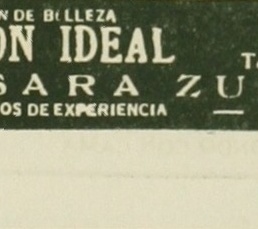 N DE BELLEZA
ON IDEAL
SARA ZU
OS DE EXPERIENCIA